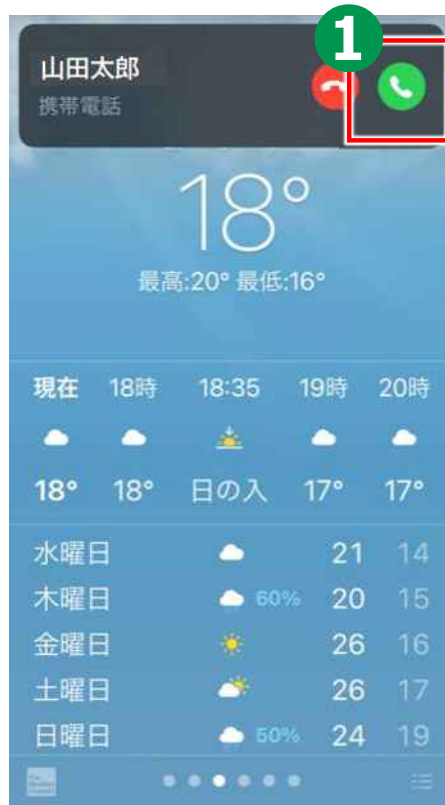 1
山田太郎
携帯電話
18°
最高:20° 最低:16°
現在 18時 18:35 19時 20時
18° 18° 日の入 17° 17°
水曜日 21 14
木曜日 60% 20 15
金曜日 26 16
土曜日 26 17
日曜日 50% 24 19